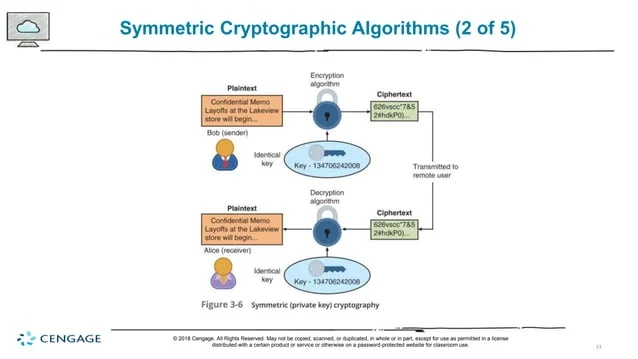 Symmetric Cryptographic Algorithms (2 of 5)
Encryption
algorithm
Plaintext
Ciphertext
Confidential Memo
Layoffs at the Lakeview
store will begin...
626vscc*7&5
2#hdkP0)...
Bob (sender)
Identical
key
Key - 134706242008
Transmitted to
remote user
Decryption
algorithm
Plaintext
Ciphertext
Confidential Memo
Layoffs at the Lakeview
store will begin...
626vscc*7&5
2#hdkP0)...
Alice (receiver)
Identical
key
Key - 134706242008
Figure 3-6 Symmetric (private key) cryptography
CENGAGE
© 2018 Cengage. All Rights Reserved. May not be copied, scanned, or duplicated, in whole or in part, except for use as permitted in a license
distributed with a certain product or service or otherwise on a password-protected website for classroom use.